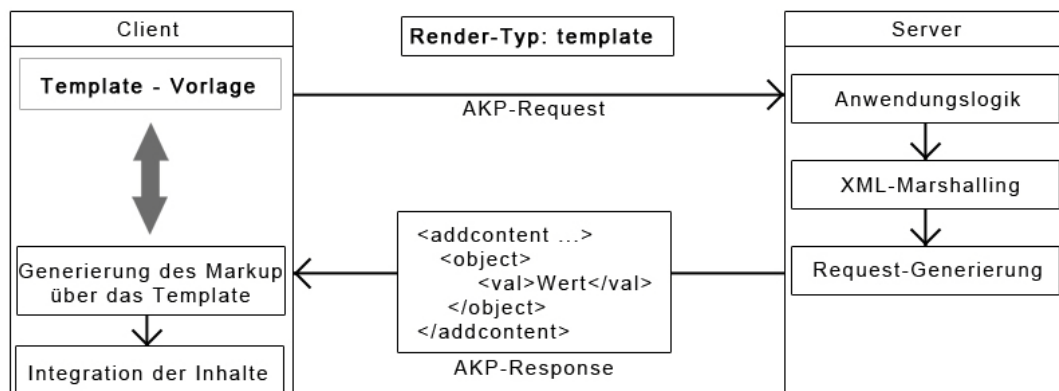 Client
Render-Typ: template
Server
Template - Vorlage
AKP-Request
Anwendungslogik
XML-Marshalling
Request-Generierung
<addcontent ...>
<object>
<val>Wert</val>
</object>
</addcontent>
AKP-Response
Generierung des Markup
über das Template
Integration der Inhalte